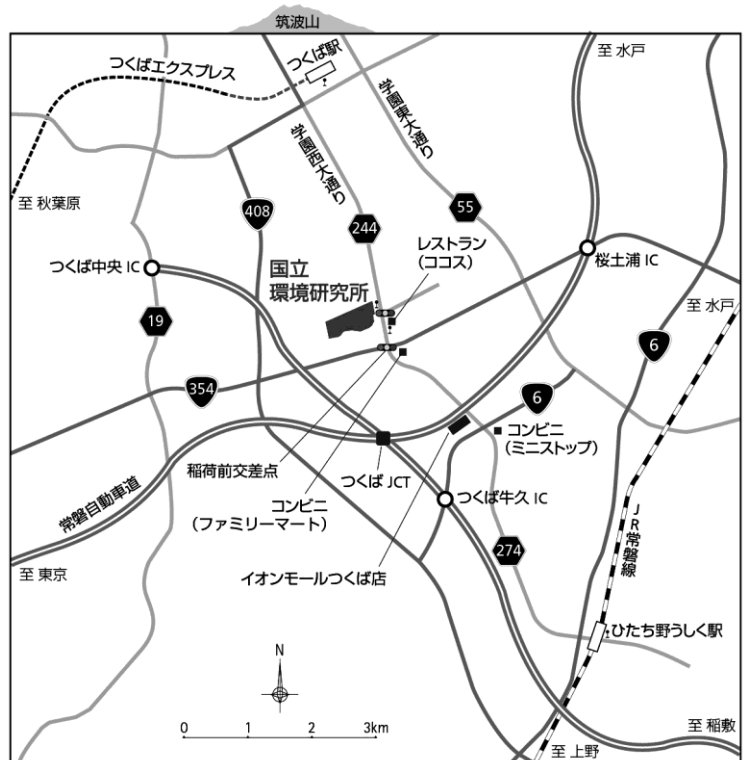 筑波山
至 水戸
つくば駅
つくばエクスプレス
学園西大通り
学園東大通り
至 秋葉原
408
244
55
レストラン
(ココス)
つくば中央 IC
国立
環境研究所
桜土浦 IC
至 水戸
19
6
354
6
コンビニ
(ミニストップ)
稲荷前交差点
つくば JCT
つくば牛久 IC
コンビニ
(ファミリーマート)
常磐自動車道
JR常磐線
274
至 東京
イオンモールつくば店
ひたち野うしく駅
N
0 1 2 3km
至 稲敷
至 上野